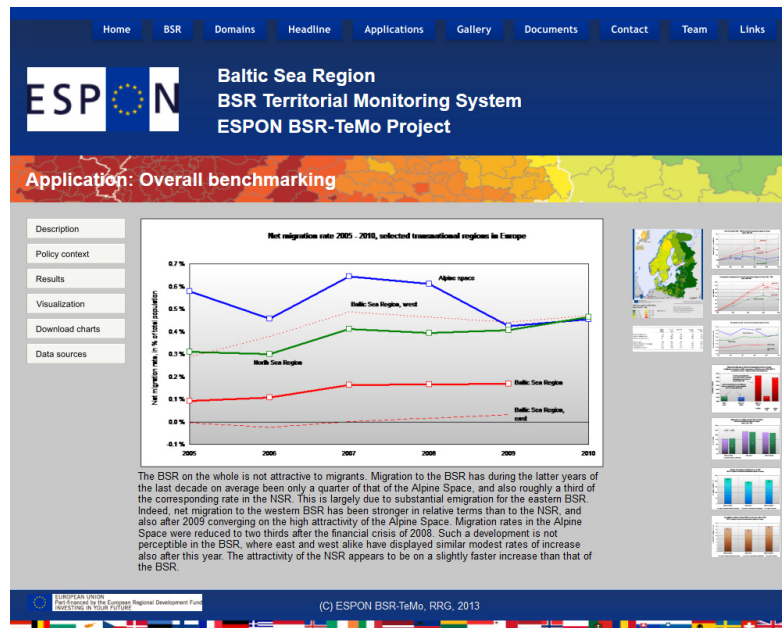 Home BSR Domains Headline Applications Gallery Documents Contact Team Links
ESPON
Baltic Sea Region
BSR Territorial Monitoring System
ESPON BSR-TeMo Project
Application: Overall benchmarking
Description
Policy context
Results
Visualization
Download charts
Data sources
Net migration rate 2005 - 2010, selected transnational regions in Europe
Net migration rate, in % of total population
0.7 %
0.6 %
0.5 %
0.4 %
0.3 %
0.2 %
0.1 %
0.0 %
-0.1 %
Alpine space
Baltic Sea Region, west
North Sea Region
Baltic Sea Region
Baltic Sea Region,
east
2005 2006 2007 2008 2009 2010
The BSR on the whole is not attractive to migrants. Migration to the BSR has during the latter years of
the last decade on average been only a quarter of that of the Alpine Space, and also roughly a third of
the corresponding rate in the NSR. This is largely due to substantial emigration for the eastern BSR.
Indeed, net migration to the western BSR has been stronger in relative terms than to the NSR, and
also after 2009 converging on the high attractivity of the Alpine Space. Migration rates in the Alpine
Space were reduced to two thirds after the financial crisis of 2008. Such a development is not
perceptible in the BSR, where east and west alike have displayed similar modest rates of increase
also after this year. The attractivity of the NSR appears to be on a slightly faster increase than that of
the BSR.
EUROPEAN UNION
Part-financed by the European Regional Development Fund
INVESTING IN YOUR FUTURE
(C) ESPON BSR-TeMo, RRG, 2013